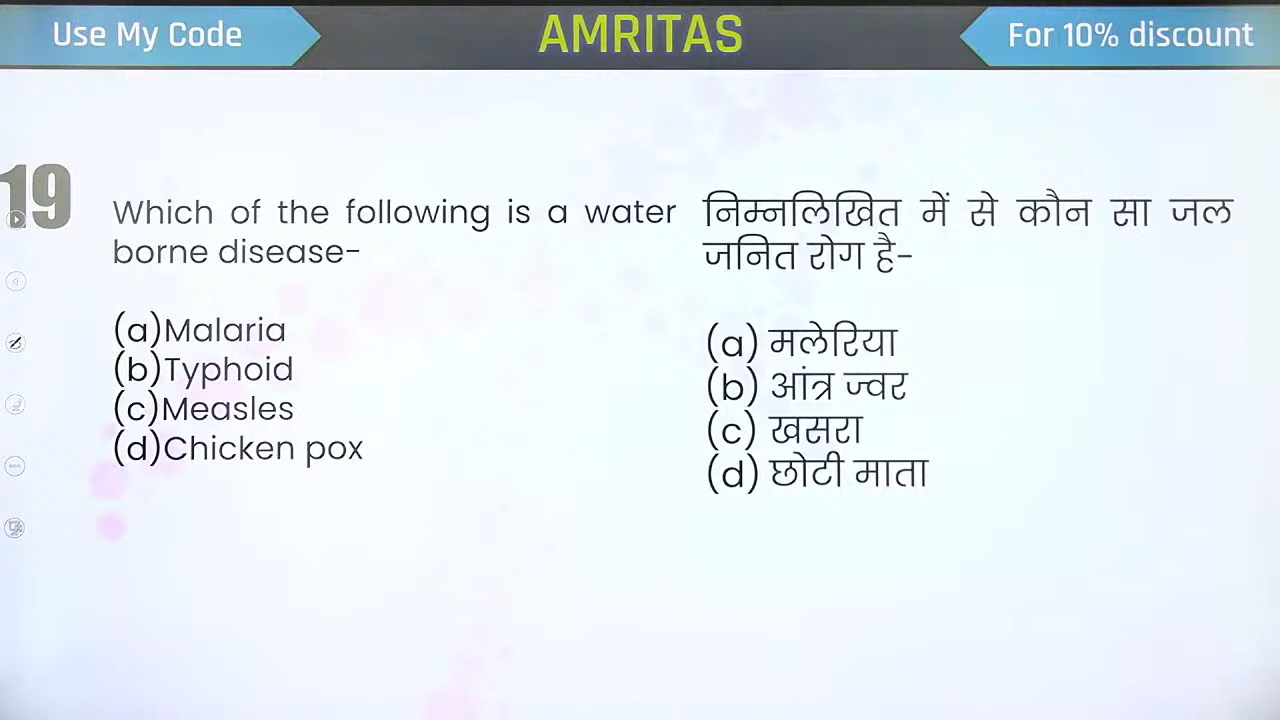 Use My Code
AMRITAS
For 10% discount
19
Which of the following is a water
borne disease-
(a)Malaria
(b)Typhoid
(c)Measles
(d)Chicken pox
निम्नलिखित में से कौन सा जल
जनित रोग है-
(a) मलेरिया
(b) आंत्र ज्वर
(c) खसरा
(d) छोटी माता